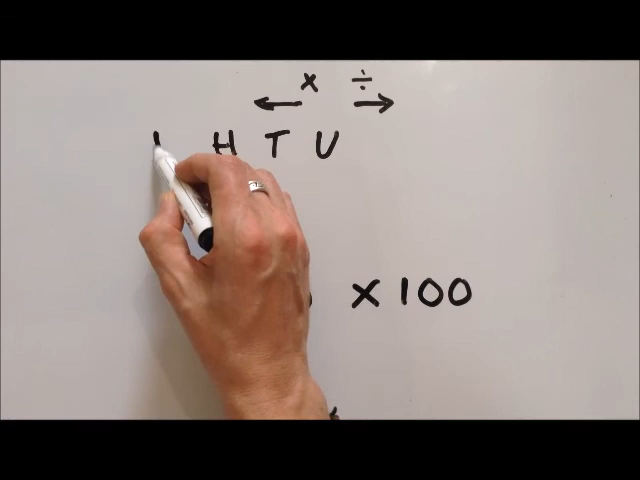 x ÷
← →
H T U
x 100